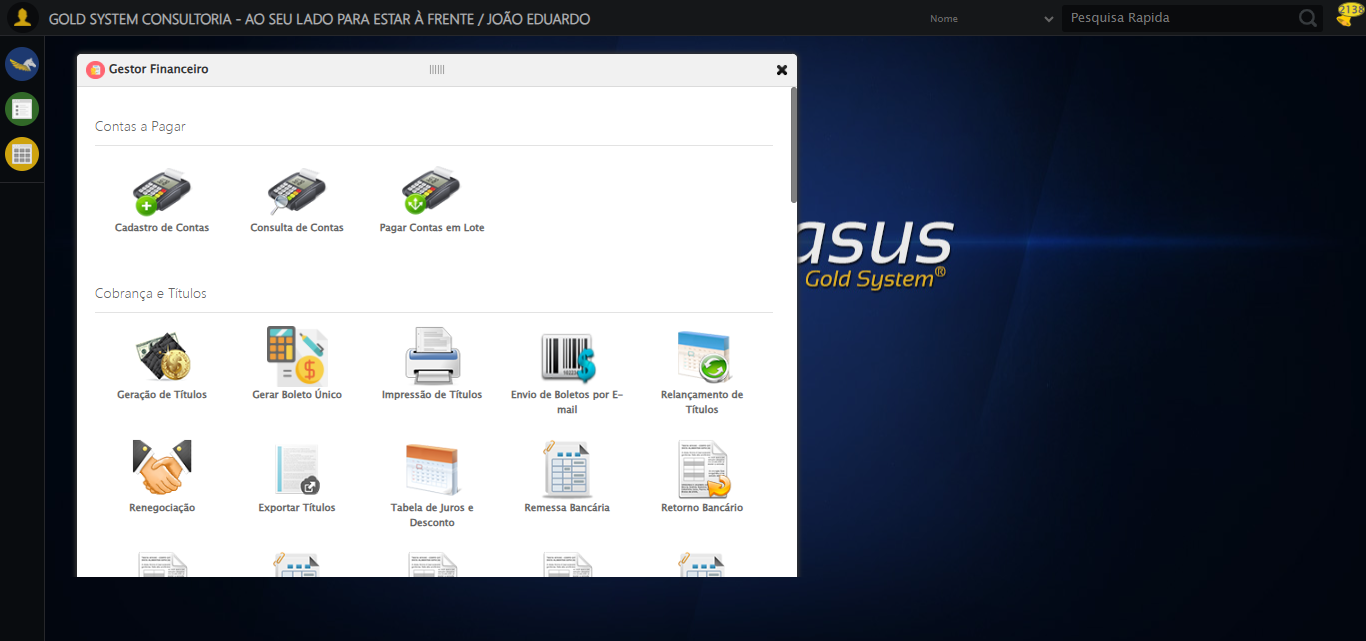 GOLD SYSTEM CONSULTORIA - AO SEU LADO PARA ESTAR À FRENTE / JOÃO EDUARDO
Nome
Pesquisa Rapida
2138
Gestor Financeiro
Contas a Pagar
Cadastro de Contas
Consulta de Contas
Pagar Contas em Lote
asus
Gold System®
Cobrança e Títulos
Geração de Títulos
Gerar Boleto Único
Impressão de Títulos
Envio de Boletos por E-
mail
Relançamento de
Títulos
Renegociação
Exportar Títulos
Tabela de Juros e
Desconto
Remessa Bancária
Retorno Bancário